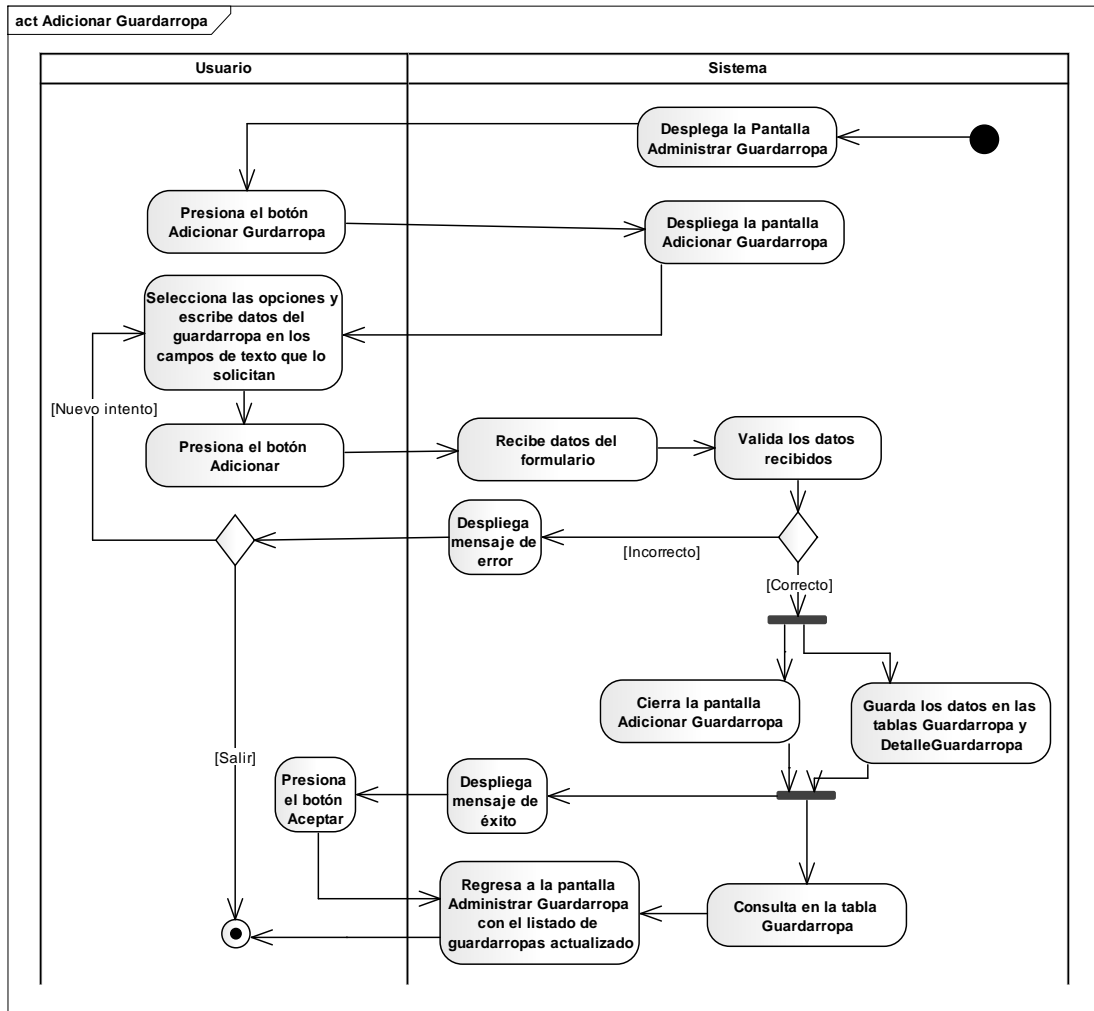 act Adicionar Guardarropa
Usuario
Sistema
Desplega la Pantalla
Administrar Guardarropa
Presiona el botón
Adicionar Gurdarropa
Despliega la pantalla
Adicionar Guardarropa
Selecciona las opciones y
escribe datos del
guardarropa en los
campos de texto que lo
solicitan
[Nuevo intento]
Presiona el botón
Adicionar
Recibe datos del
formulario
Valida los datos
recibidos
Despliega
mensaje de
error
[Incorrecto]
[Correcto]
Cierra la pantalla
Adicionar Guardarropa
Guarda los datos en las
tablas Guardarropa y
DetalleGuardarropa
[Salir]
Presiona
el botón
Aceptar
Despliega
mensaje de
éxito
Regresa a la pantalla
Administrar Guardarropa
con el listado de
guardarropas actualizado
Consulta en la tabla
Guardarropa